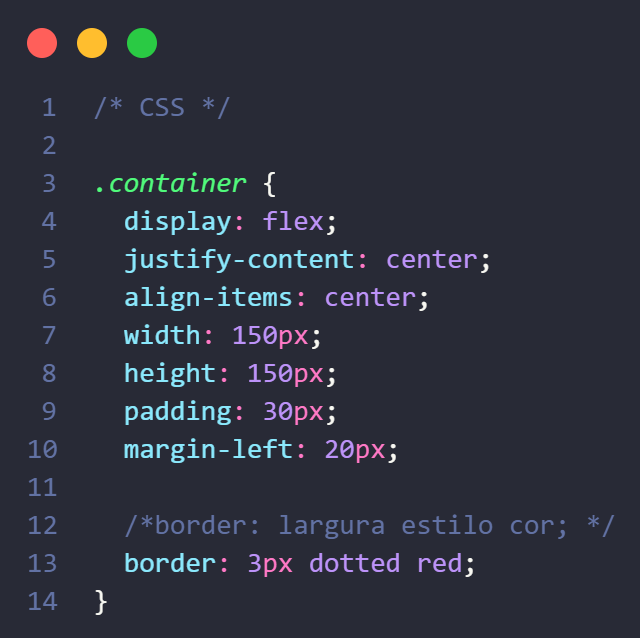 1 /* CSS */
2
3 .container {
4 display: flex;
5 justify-content: center;
6 align-items: center;
7 width: 150px;
8 height: 150px;
9 padding: 30px;
10 margin-left: 20px;
11
12 /*border: largura estilo cor; */
13 border: 3px dotted red;
14 }